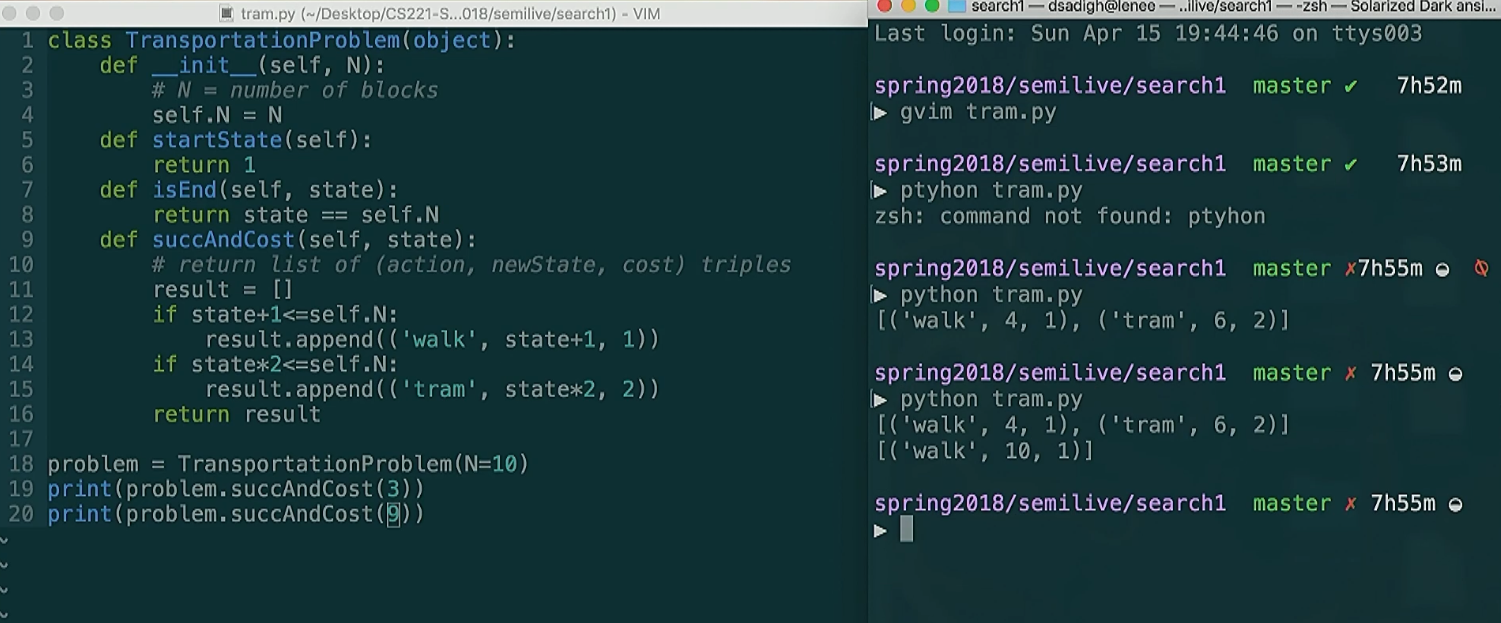 tram.py (~/Desktop/CS221-S...018/semilive/search1) - VIM
1 class TransportationProblem(object):
2     def __init__(self, N):
3         # N = number of blocks
4         self.N = N
5     def startState(self):
6         return 1
7     def isEnd(self, state):
8         return state == self.N
9     def succAndCost(self, state):
10         # return list of (action, newState, cost) triples
11         result = []
12         if state+1<=self.N:
13             result.append(('walk', state+1, 1))
14         if state*2<=self.N:
15             result.append(('tram', state*2, 2))
16         return result
17
18 problem = TransportationProblem(N=10)
19 print(problem.succAndCost(3))
20 print(problem.succAndCost(9))
~
~
~
~
search1 — dsadigh@lenee — ..ilive/search1 — -zsh — Solarized Dark ansi...
Last login: Sun Apr 15 19:44:46 on ttys003
spring2018/semilive/search1 master ✔ 7h52m
▶ gvim tram.py
spring2018/semilive/search1 master ✔ 7h53m
▶ ptyhon tram.py
zsh: command not found: ptyhon
spring2018/semilive/search1 master ✗7h55m ◒
▶ python tram.py
[('walk', 4, 1), ('tram', 6, 2)]
spring2018/semilive/search1 master ✗ 7h55m ◒
▶ python tram.py
[('walk', 4, 1), ('tram', 6, 2)]
[('walk', 10, 1)]
spring2018/semilive/search1 master ✗ 7h55m ◒
▶